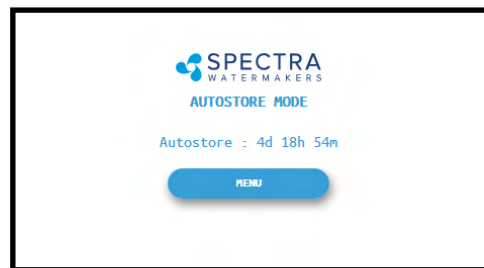 SPECTRA
WATERMAKERS
AUTOSTORE MODE
Autostore : 4d 18h 54m
MENU